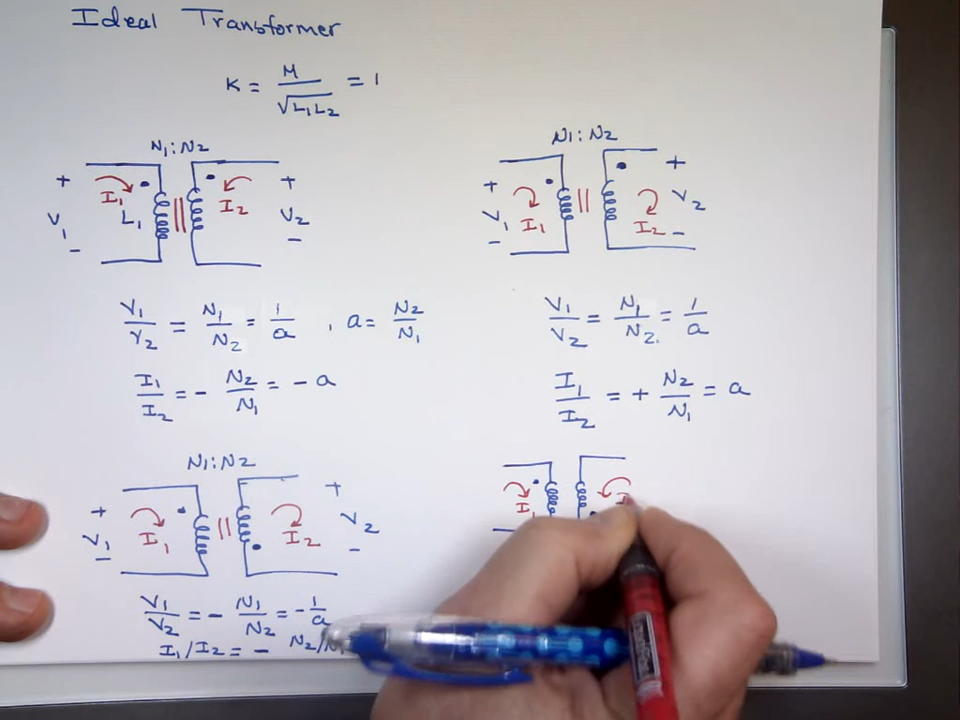 Ideal Transformer
K = M / √L1L2 = 1
N1:N2
+ I1 I2 +
V1 L1 V2
- -
V1/V2 = N1/N2 = 1/a , a = N2/N1
I1/I2 = - N2/N1 = - a
N1:N2
+ +
V1 I1 I2 V2
- -
V1/V2 = N1/N2 = 1/a
I1/I2 = + N2/N1 = a
N1:N2
+ +
V1 I1 I2 V2
- -
V1/V2 = - N1/N2 = - 1/a
I1/I2 = - N2/N1